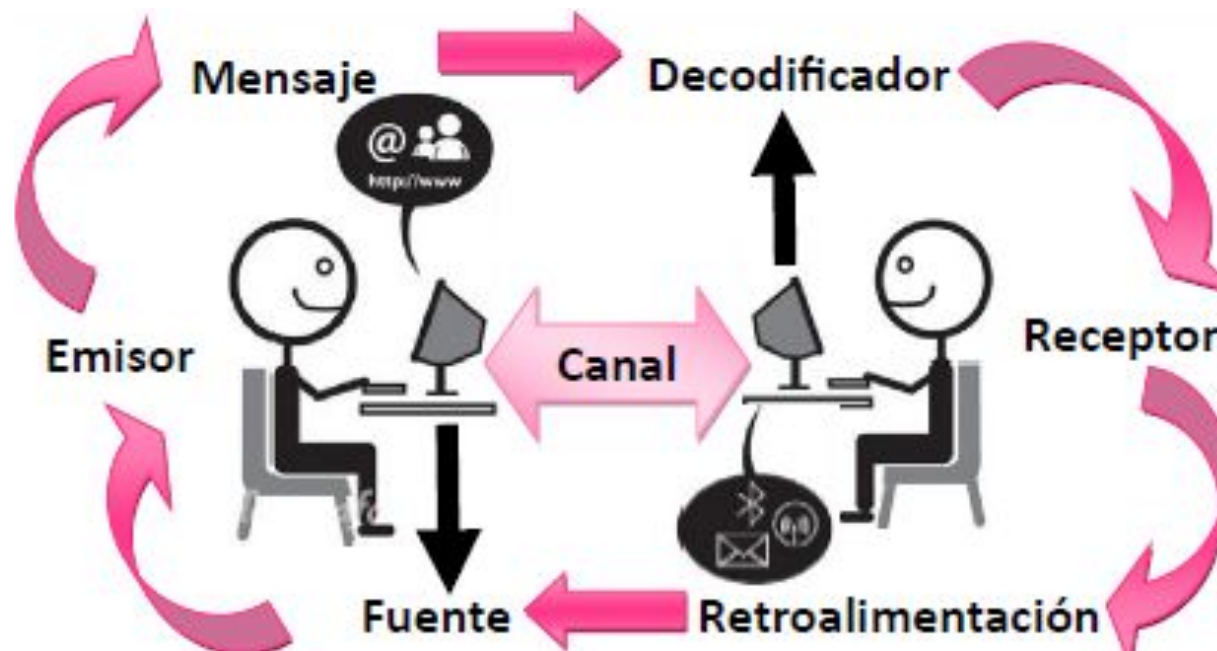 Mensaje
Decodificador
@
http://www
Emisor
Canal
Receptor
Fuente
Retroalimentación